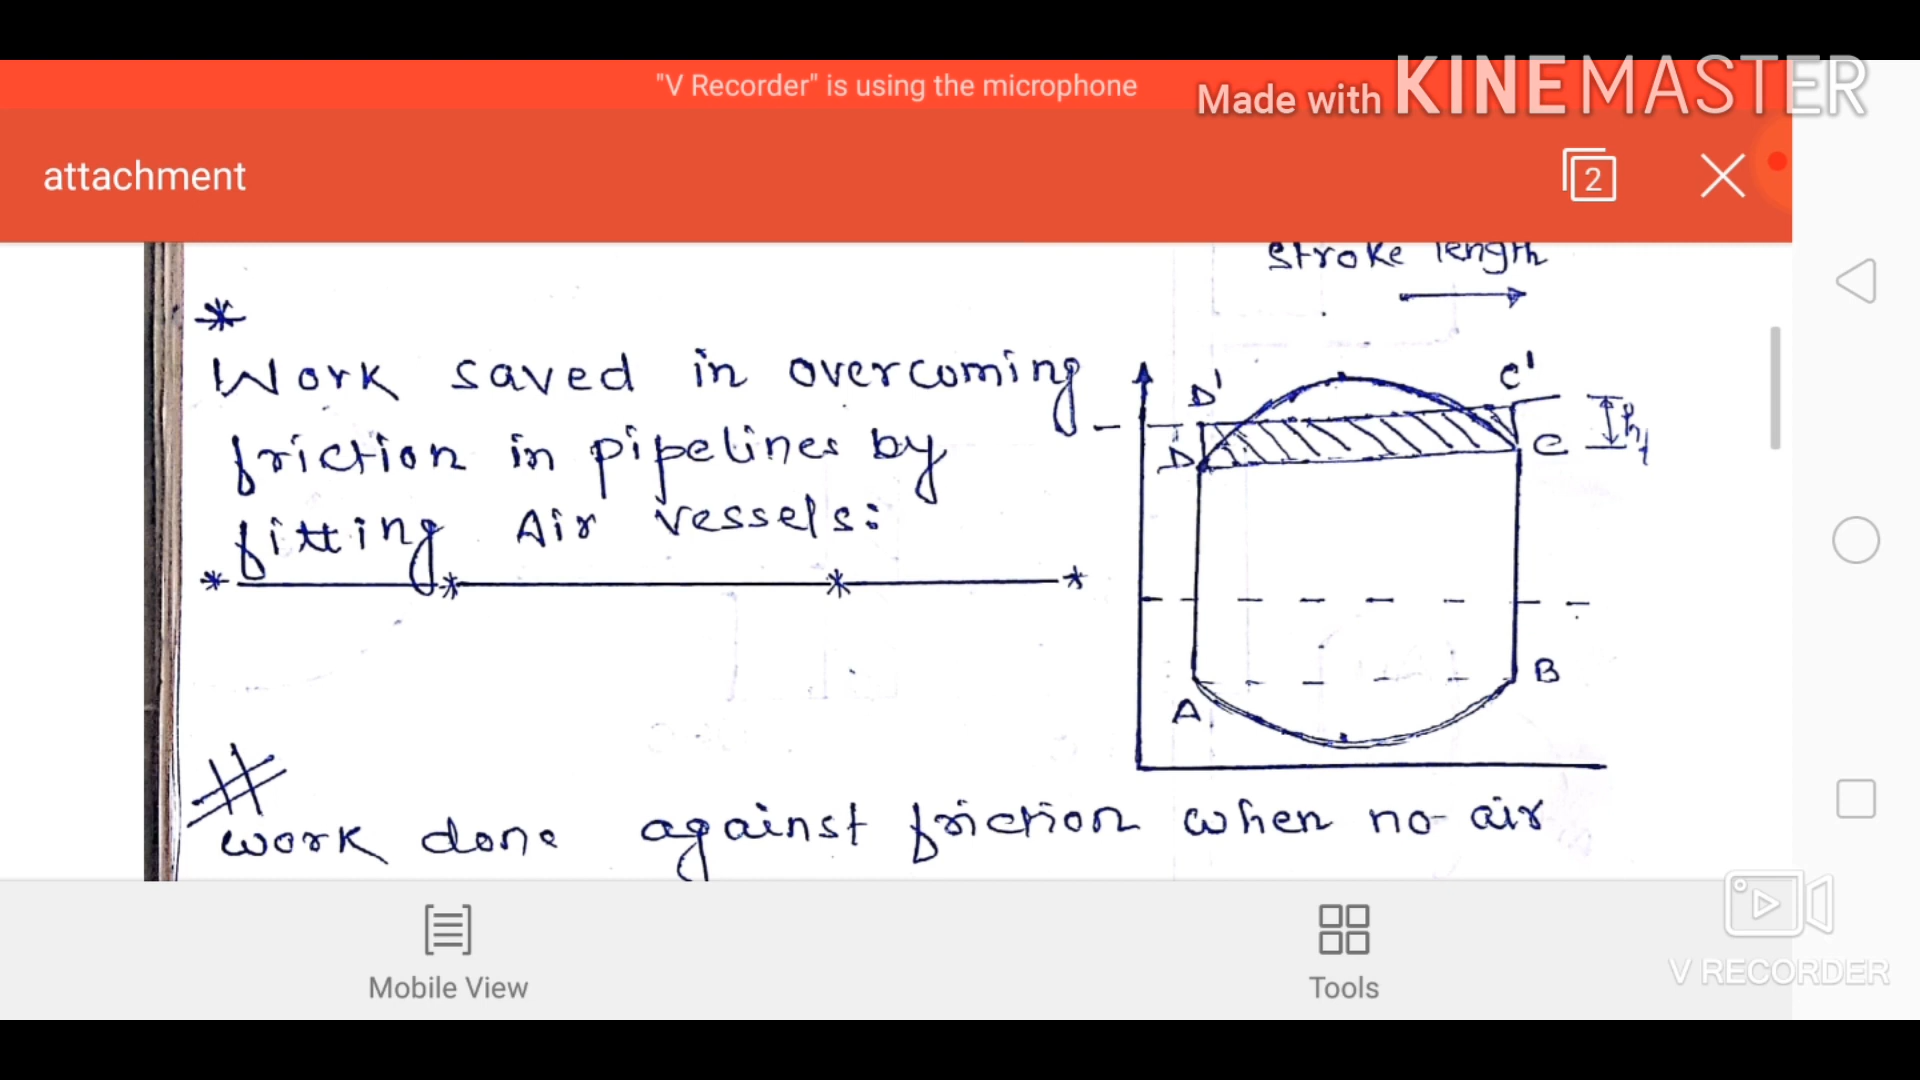 "V Recorder" is using the microphone
Made with KINEMASTER
attachment
2
Stroke length
*
Work saved in overcoming
friction in pipelines by
fitting Air vessels:
D'
C'
D
C
A
B
#
work done against friction when no air
Mobile View
Tools
V RECORDER